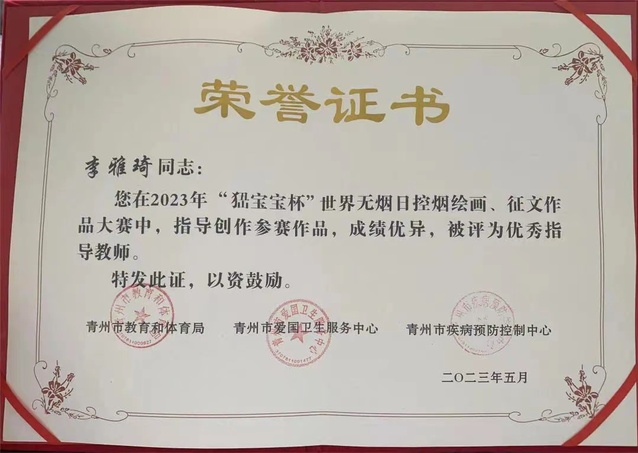 荣誉证书
李雅琦同志：
您在2023年“猫宝宝杯”世界无烟日控烟绘画、征文作
品大赛中，指导创作参赛作品，成绩优异，被评为优秀指
导教师。
特发此证，以资鼓励。
青州市教育和体育局 青州市爱国卫生服务中心 青州市疾病预防控制中心
二〇二三年五月